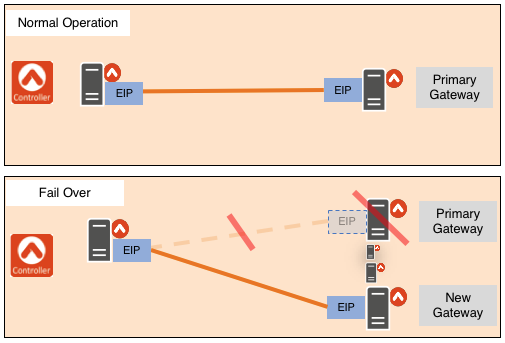 Normal Operation
Controller
EIP
EIP
Primary
Gateway
Fail Over
EIP
Primary
Gateway
Controller
EIP
EIP
New
Gateway